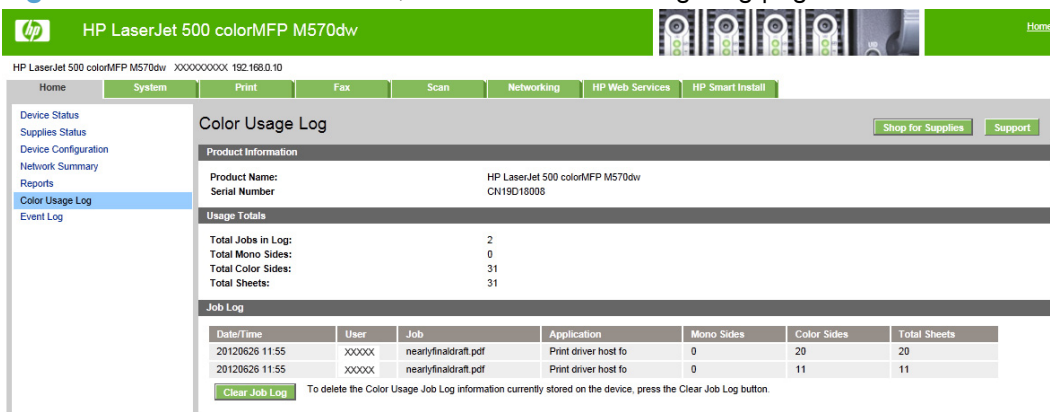 hp HP LaserJet 500 colorMFP M570dw Home
HP LaserJet 500 colorMFP M570dw XXXXXXXXX 192.168.0.10
Home System Print Fax Scan Networking HP Web Services HP Smart Install
Device Status
Supplies Status
Device Configuration
Network Summary
Reports
Color Usage Log
Event Log
Color Usage Log Shop for Supplies Support
Product Information
Product Name: HP LaserJet 500 colorMFP M570dw
Serial Number CN19D18008
Usage Totals
Total Jobs in Log: 2
Total Mono Sides: 0
Total Color Sides: 31
Total Sheets: 31
Job Log
Date/Time User Job Application Mono Sides Color Sides Total Sheets
20120626 11:55 XXXXX nearlyfinaldraft.pdf Print driver host fo 0 20 20
20120626 11:55 XXXXX nearlyfinaldraft.pdf Print driver host fo 0 11 11
Clear Job Log To delete the Color Usage Job Log information currently stored on the device, press the Clear Job Log button.